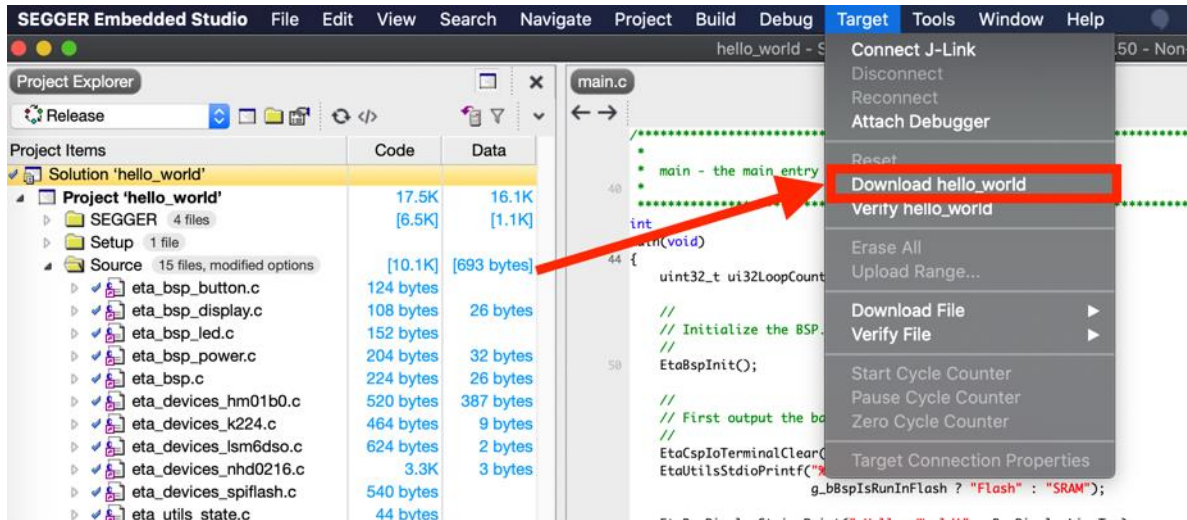 SEGGER Embedded Studio File Edit View Search Navigate Project Build Debug Target Tools Window Help
hello_world - S
.50 - Non-
Project Explorer
Release
Project Items Code Data
Solution 'hello_world'
Project 'hello_world' 17.5K 16.1K
SEGGER 4 files [6.5K] [1.1K]
Setup 1 file
Source 15 files, modified options [10.1K] [693 bytes]
eta_bsp_button.c 124 bytes
eta_bsp_display.c 108 bytes 26 bytes
eta_bsp_led.c 152 bytes
eta_bsp_power.c 204 bytes 32 bytes
eta_bsp.c 224 bytes 26 bytes
eta_devices_hm01b0.c 520 bytes 387 bytes
eta_devices_k224.c 464 bytes 9 bytes
eta_devices_lsm6dso.c 624 bytes 2 bytes
eta_devices_nhd0216.c 3.3K 3 bytes
eta_devices_spiflash.c 540 bytes
eta_utils_state.c 44 bytes
main.c
* main - the main entry
40 *
int
main(void)
44 {
uint32_t ui32LoopCount
//
// Initialize the BSP.
//
50 EtaBspInit();
//
// First output the ba
//
EtaCspIoTerminalClear(
EtaUtilsStdioPrintf("%
g_bBspIsRunInFlash ? "Flash" : "SRAM");
Connect J-Link
Disconnect
Reconnect
Attach Debugger
Reset
Download hello_world
Verify hello_world
Erase All
Upload Range...
Download File
Verify File
Start Cycle Counter
Pause Cycle Counter
Zero Cycle Counter
Target Connection Properties